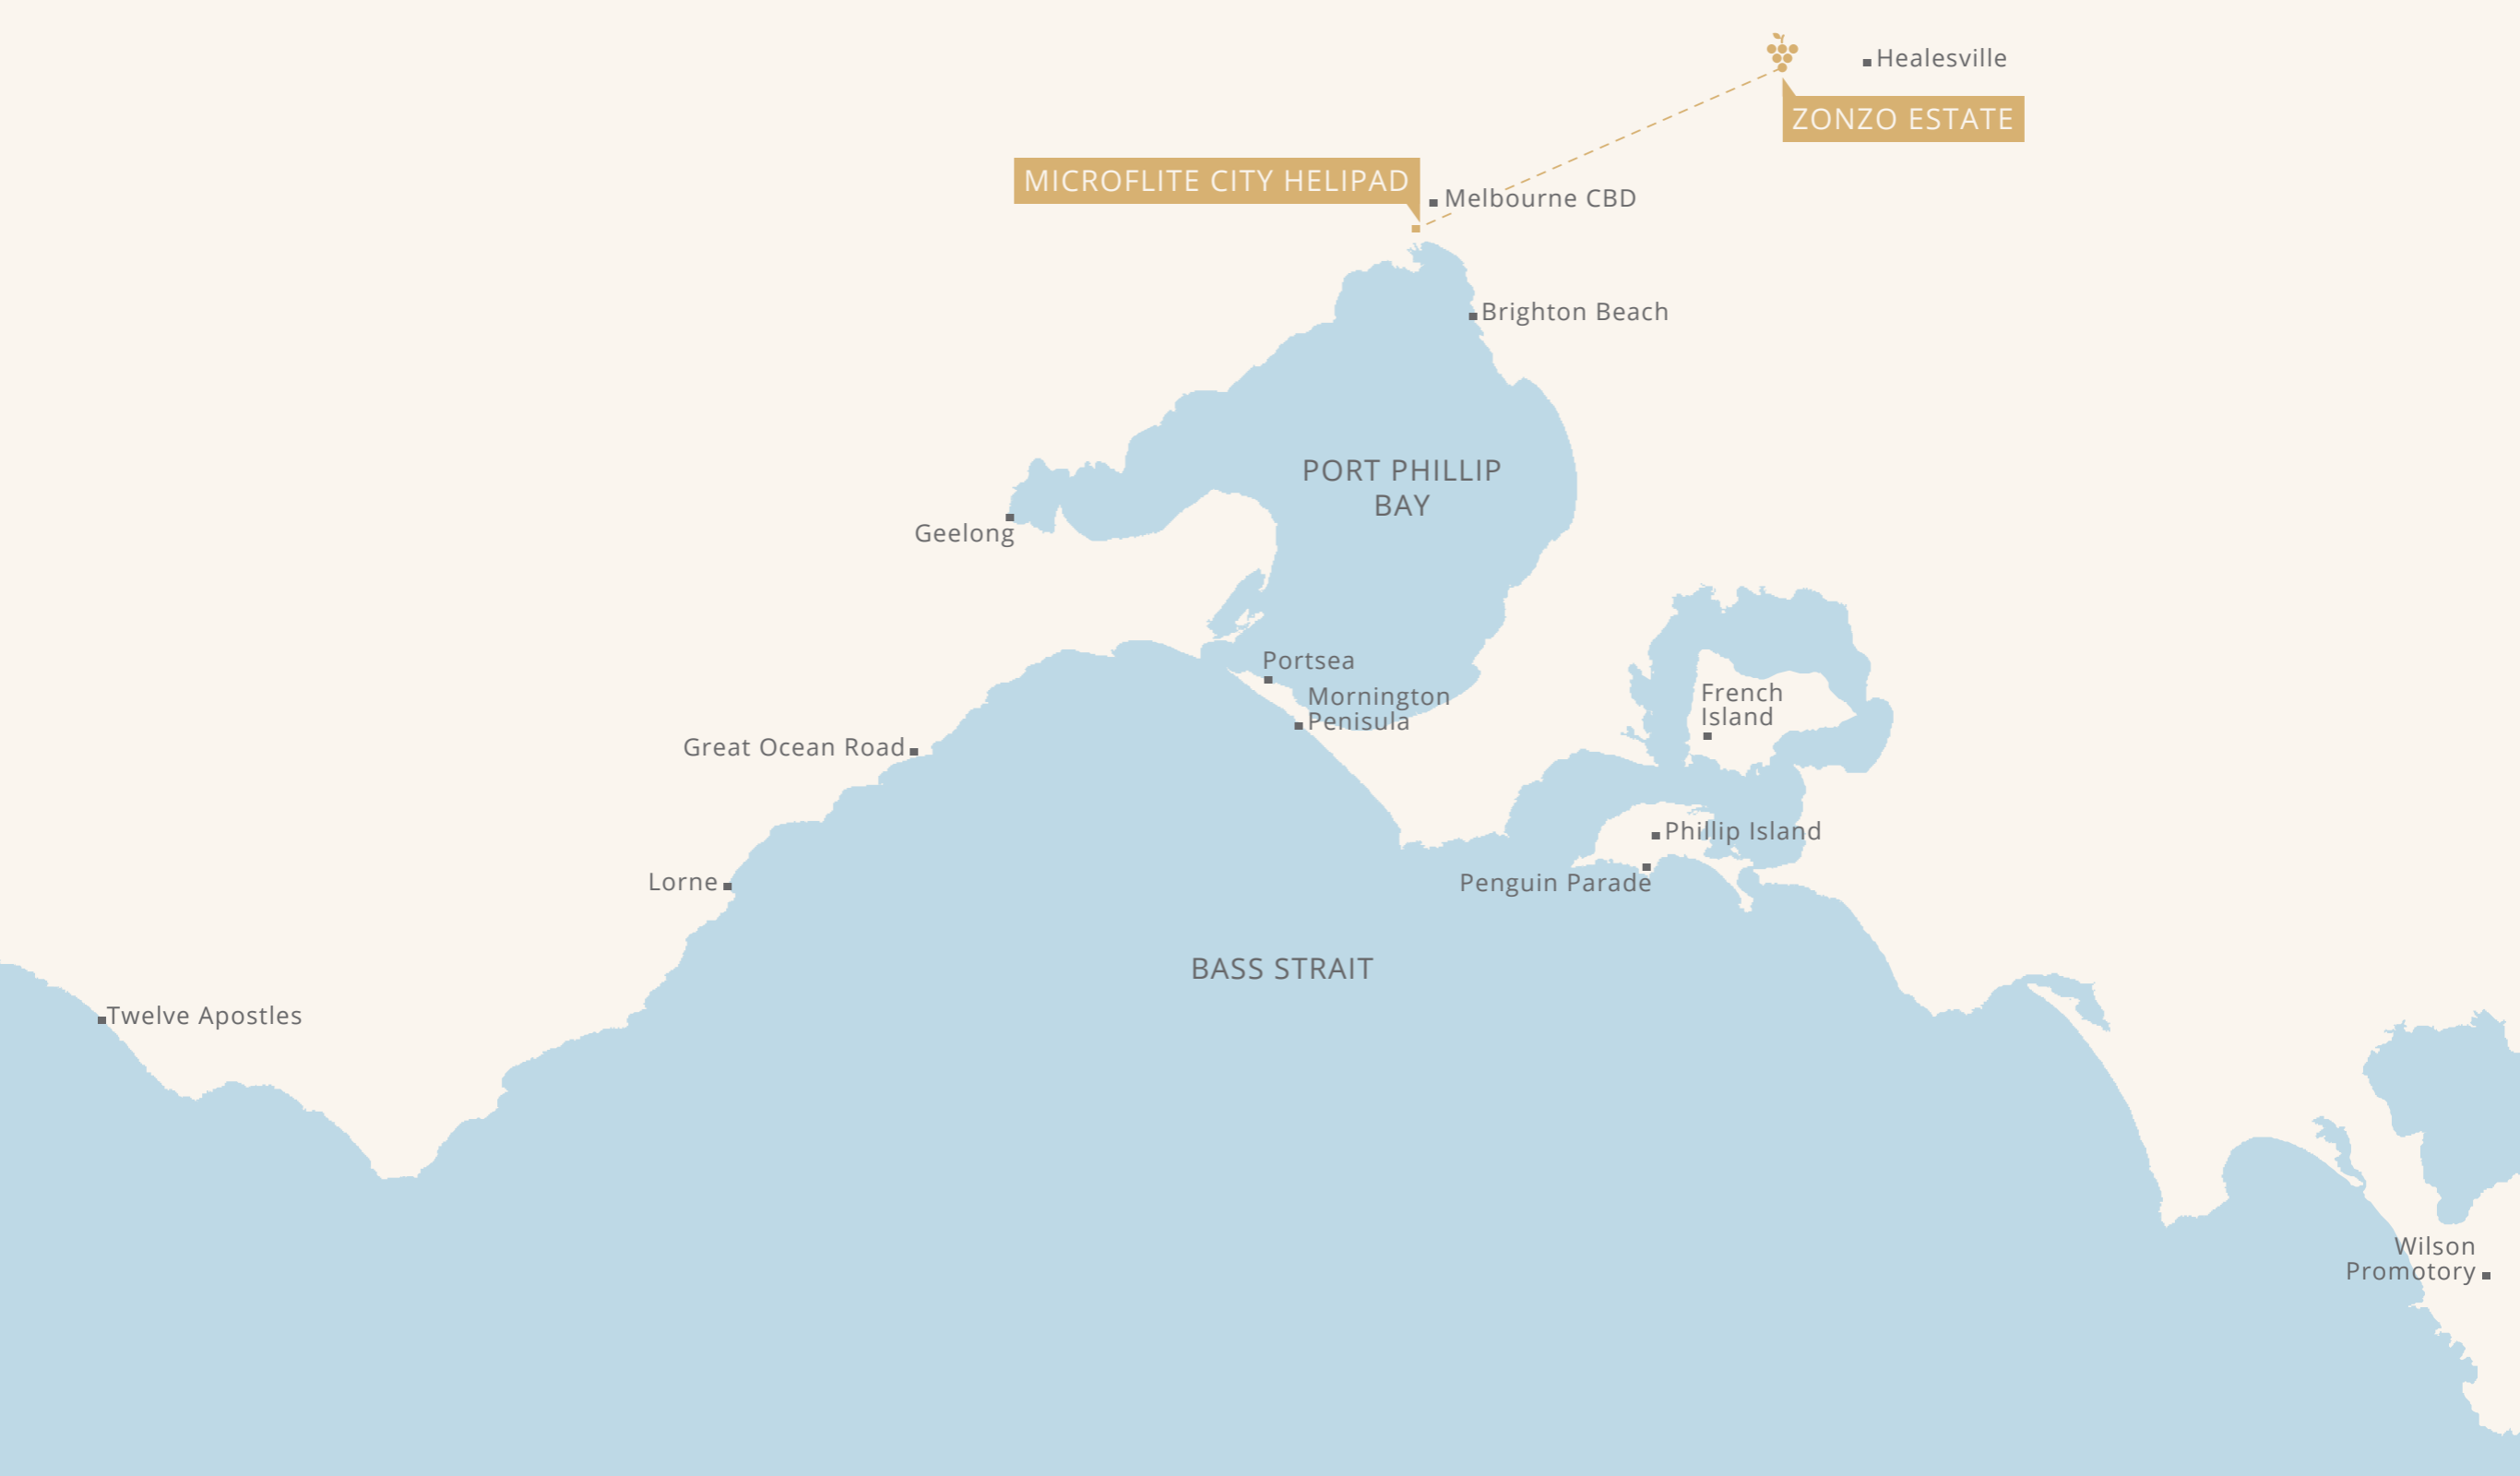 Healesville
ZONZO ESTATE
MICROFLITE CITY HELIPAD
Melbourne CBD
Brighton Beach
PORT PHILLIP
BAY
Geelong
Portsea
Mornington
Penisula
French
Island
Great Ocean Road
Phillip Island
Lorne
Penguin Parade
BASS STRAIT
Twelve Apostles
Wilson
Promotory